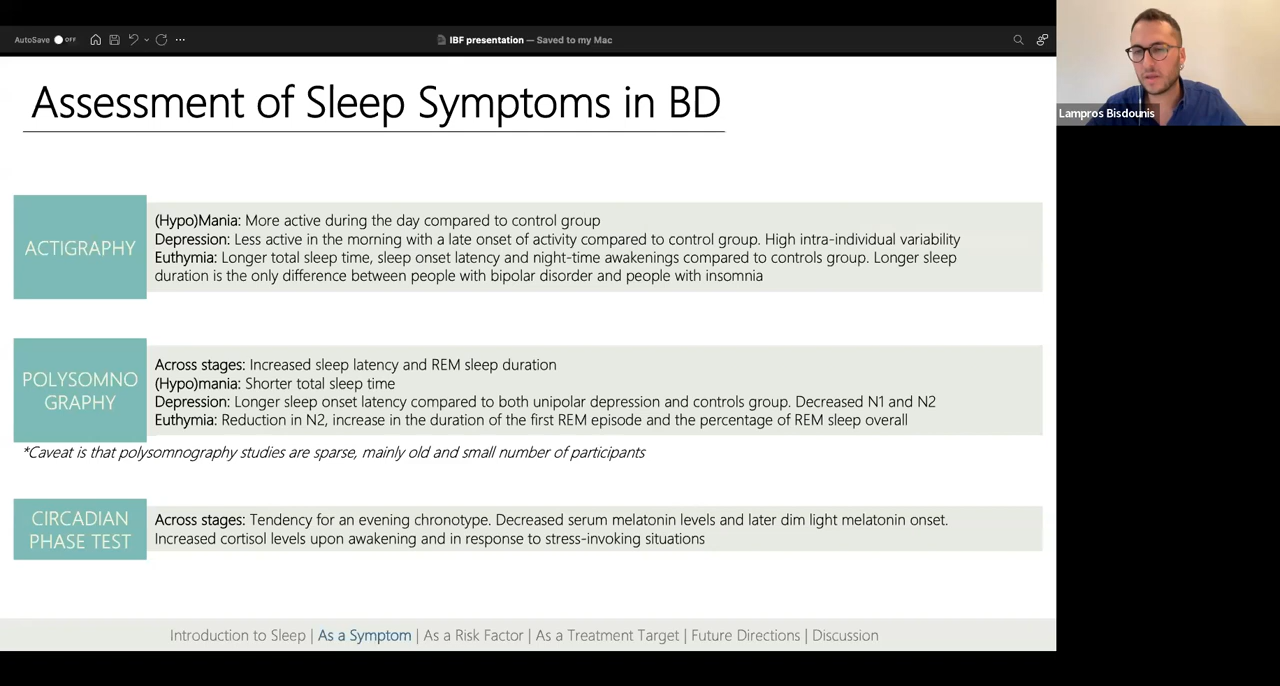 AutoSave OFF
IBF presentation — Saved to my Mac
Lampros Bisdounis
Assessment of Sleep Symptoms in BD
ACTIGRAPHY
(Hypo)Mania: More active during the day compared to control group
Depression: Less active in the morning with a late onset of activity compared to control group. High intra-individual variability
Euthymia: Longer total sleep time, sleep onset latency and night-time awakenings compared to controls group. Longer sleep
duration is the only difference between people with bipolar disorder and people with insomnia
POLYSOMNO
GRAPHY
Across stages: Increased sleep latency and REM sleep duration
(Hypo)mania: Shorter total sleep time
Depression: Longer sleep onset latency compared to both unipolar depression and controls group. Decreased N1 and N2
Euthymia: Reduction in N2, increase in the duration of the first REM episode and the percentage of REM sleep overall
*Caveat is that polysomnography studies are sparse, mainly old and small number of participants
CIRCADIAN
PHASE TEST
Across stages: Tendency for an evening chronotype. Decreased serum melatonin levels and later dim light melatonin onset.
Increased cortisol levels upon awakening and in response to stress-invoking situations
Introduction to Sleep | As a Symptom | As a Risk Factor | As a Treatment Target | Future Directions | Discussion